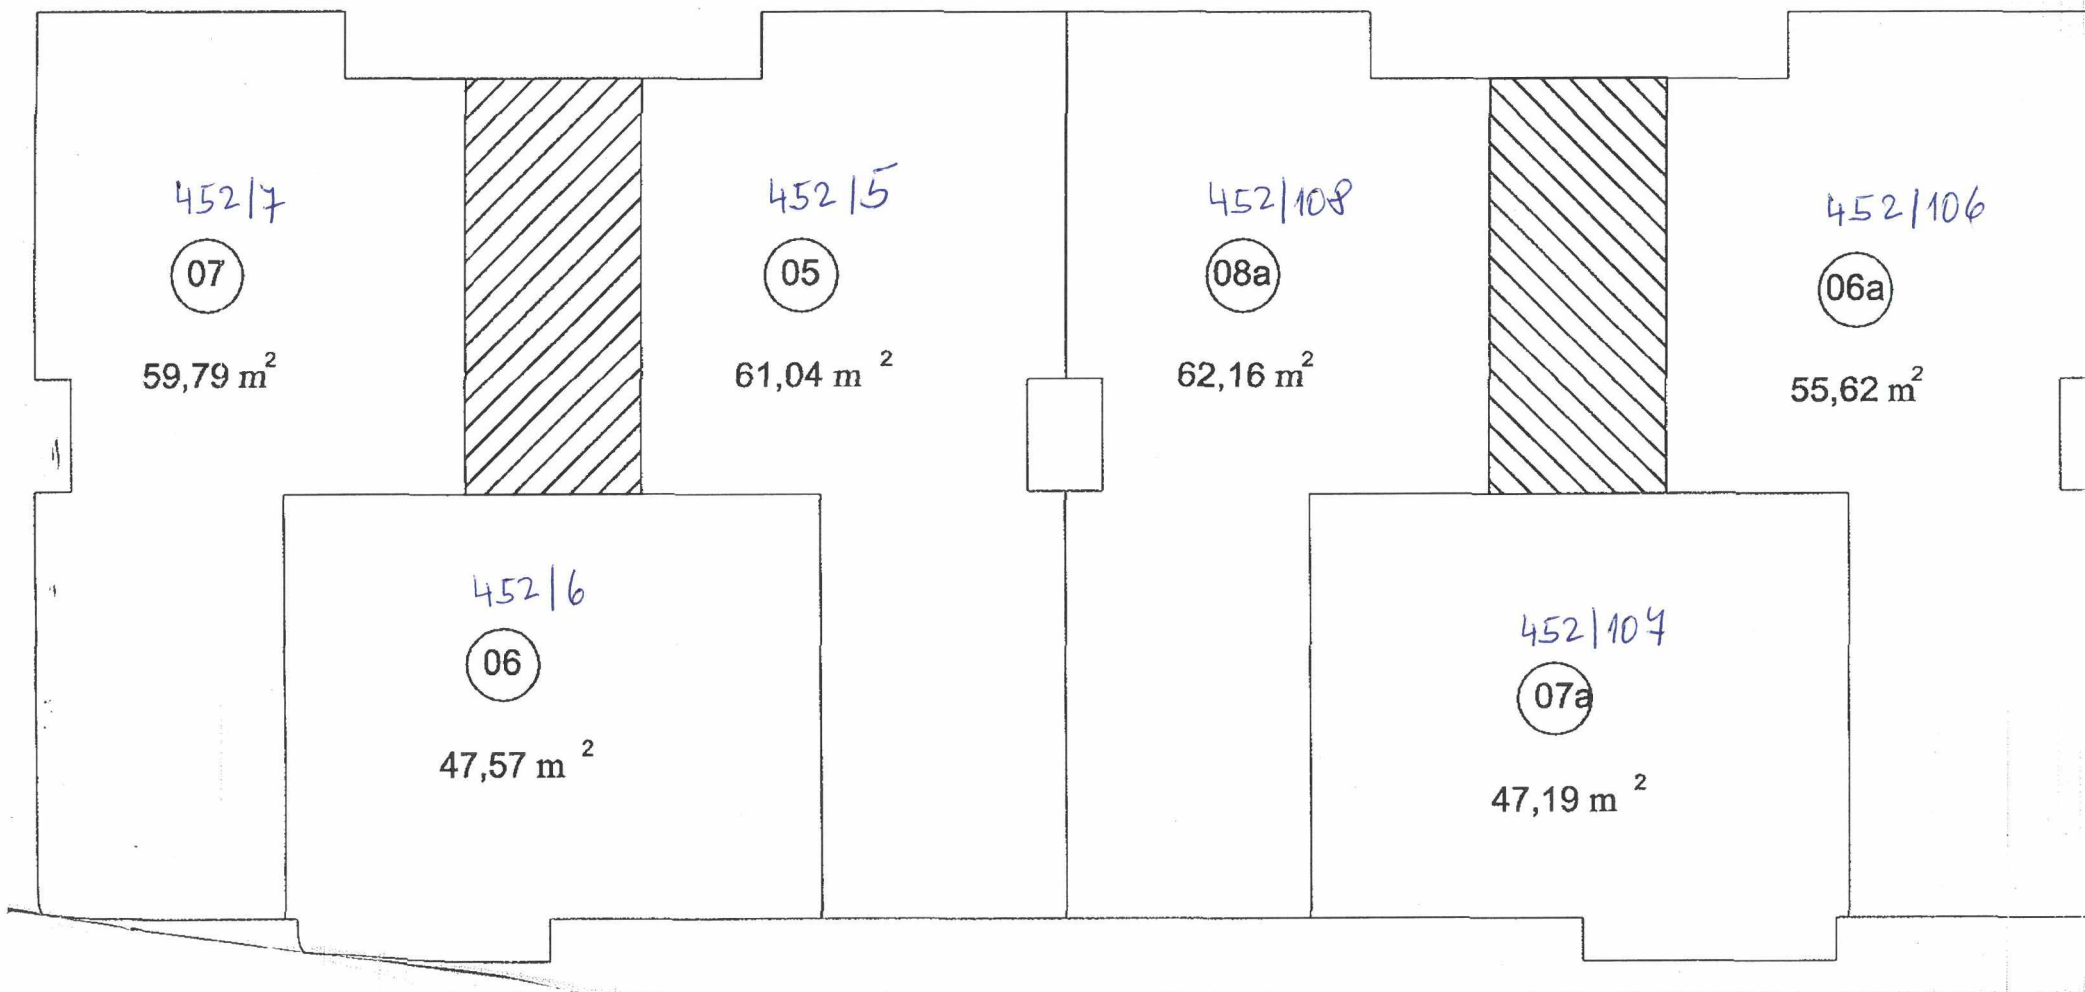 452/7
07
59,79 m²
452/5
05
61,04 m ²
452/108
08a
62,16 m²
452/106
06a
55,62 m²
452/6
06
47,57 m ²
452/107
07a
47,19 m ²